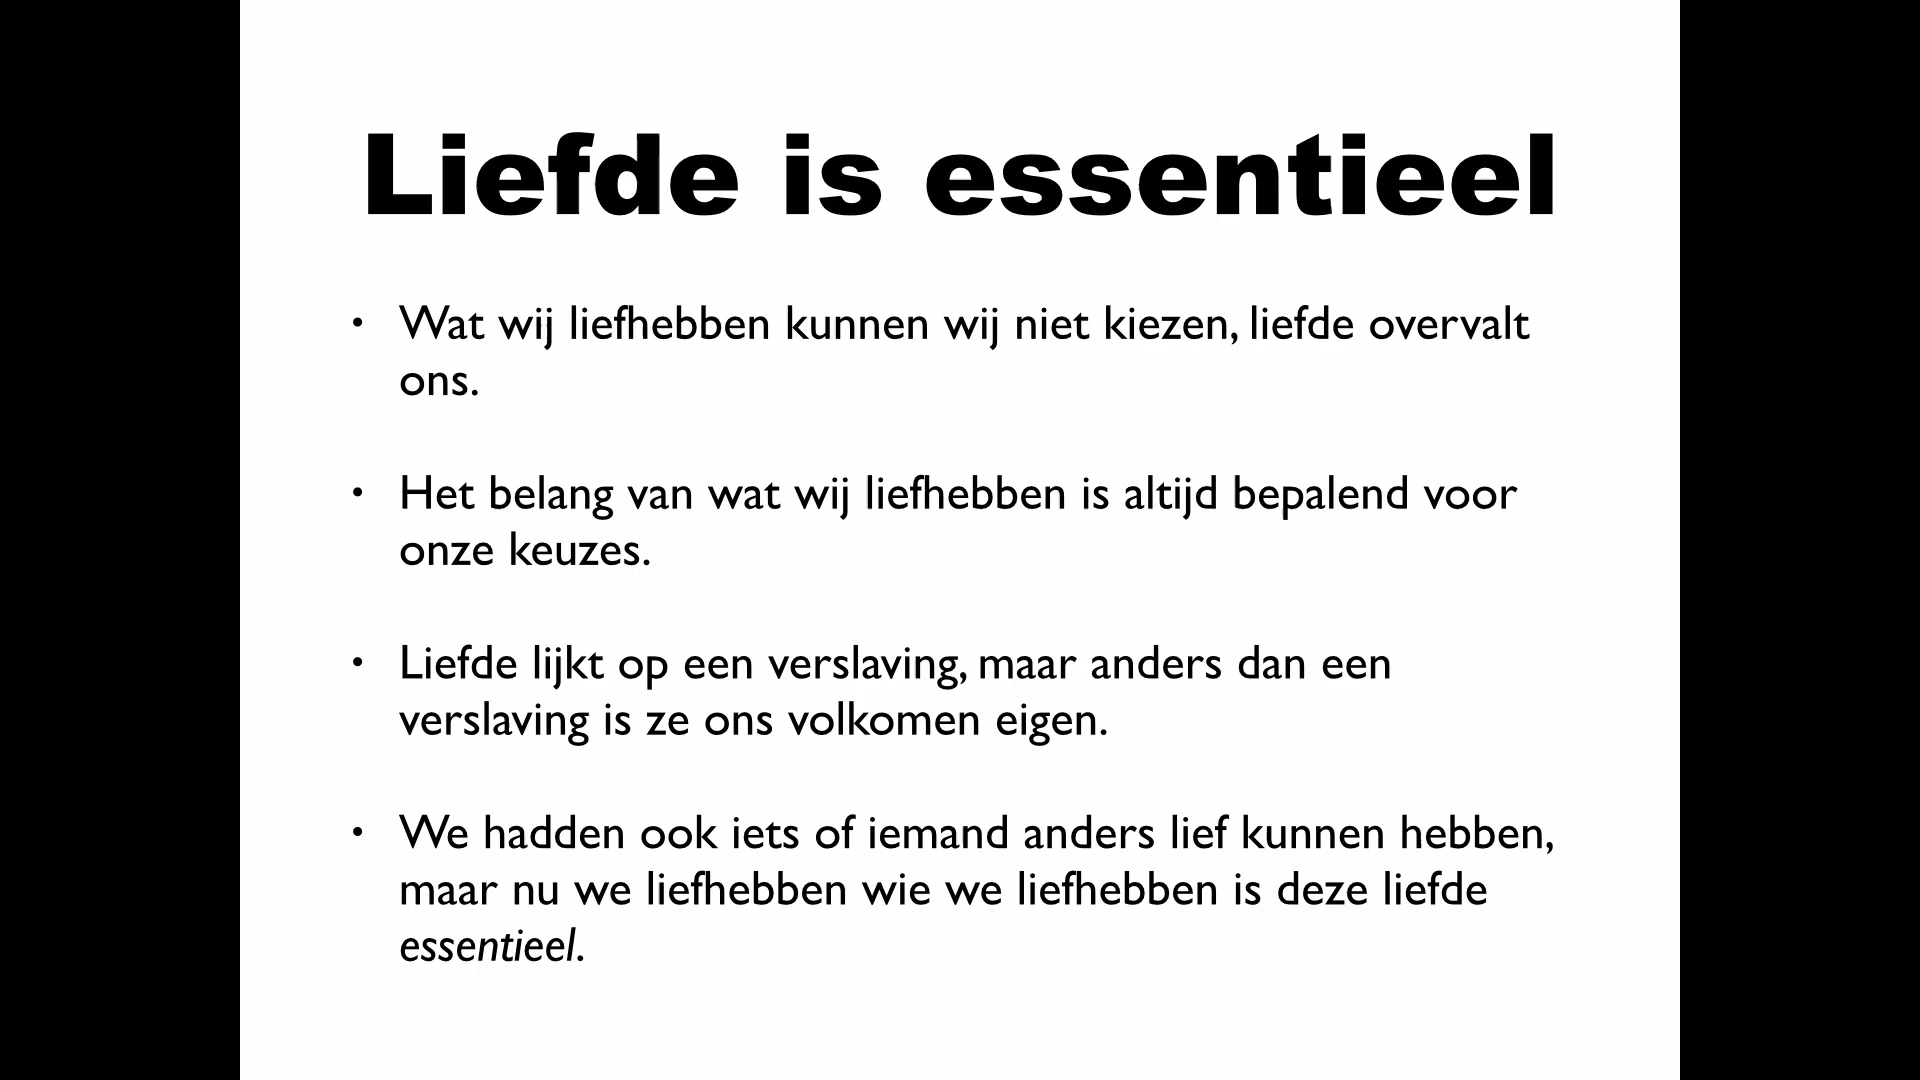 Liefde is essentieel
• Wat wij liefhebben kunnen wij niet kiezen, liefde overvalt
ons.
• Het belang van wat wij liefhebben is altijd bepalend voor
onze keuzes.
• Liefde lijkt op een verslaving, maar anders dan een
verslaving is ze ons volkomen eigen.
• We hadden ook iets of iemand anders lief kunnen hebben,
maar nu we liefhebben wie we liefhebben is deze liefde
essentieel.